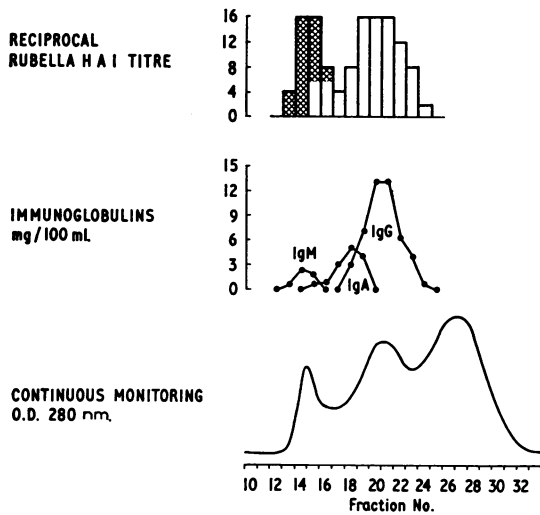 RECIPROCAL
RUBELLA H A I TITRE
16
12
8
4
0
IMMUNOGLOBULINS
mg/100 mL
15
12
9
6
3
0
IgM
IgG
IgA
CONTINUOUS MONITORING
O.D. 280 nm.
10 12 14 16 18 20 22 24 26 28 30 32
Fraction No.